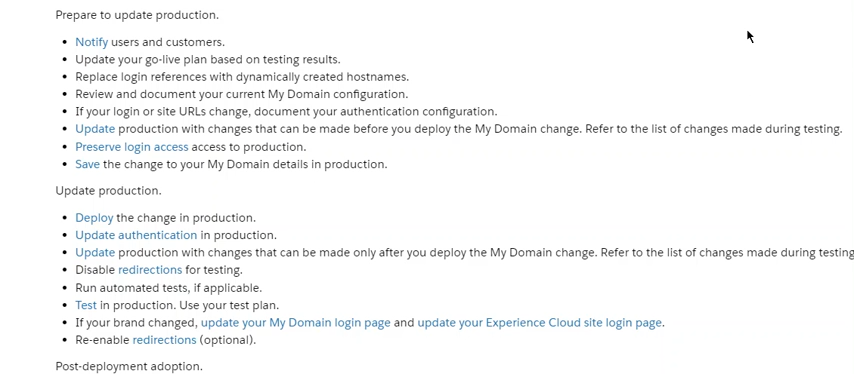 Prepare to update production.
• Notify users and customers.
• Update your go-live plan based on testing results.
• Replace login references with dynamically created hostnames.
• Review and document your current My Domain configuration.
• If your login or site URLs change, document your authentication configuration.
• Update production with changes that can be made before you deploy the My Domain change. Refer to the list of changes made during testing.
• Preserve login access access to production.
• Save the change to your My Domain details in production.
Update production.
• Deploy the change in production.
• Update authentication in production.
• Update production with changes that can be made only after you deploy the My Domain change. Refer to the list of changes made during testing
• Disable redirections for testing.
• Run automated tests, if applicable.
• Test in production. Use your test plan.
• If your brand changed, update your My Domain login page and update your Experience Cloud site login page.
• Re-enable redirections (optional).
Post-deployment adoption.